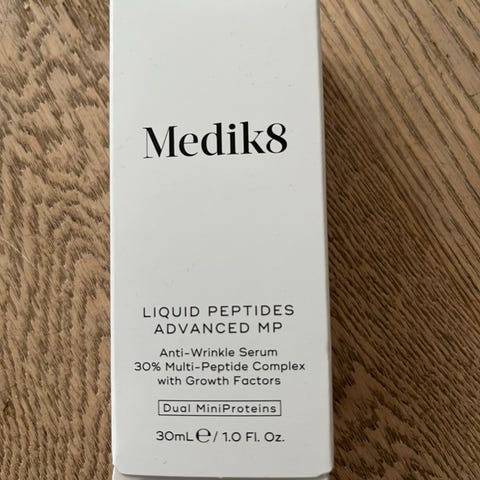 Medik8
LIQUID PEPTIDES
ADVANCED MP
Anti-Wrinkle Serum
30% Multi-Peptide Complex
with Growth Factors
Dual MiniProteins
30mL℮/ 1.0 Fl. Oz.